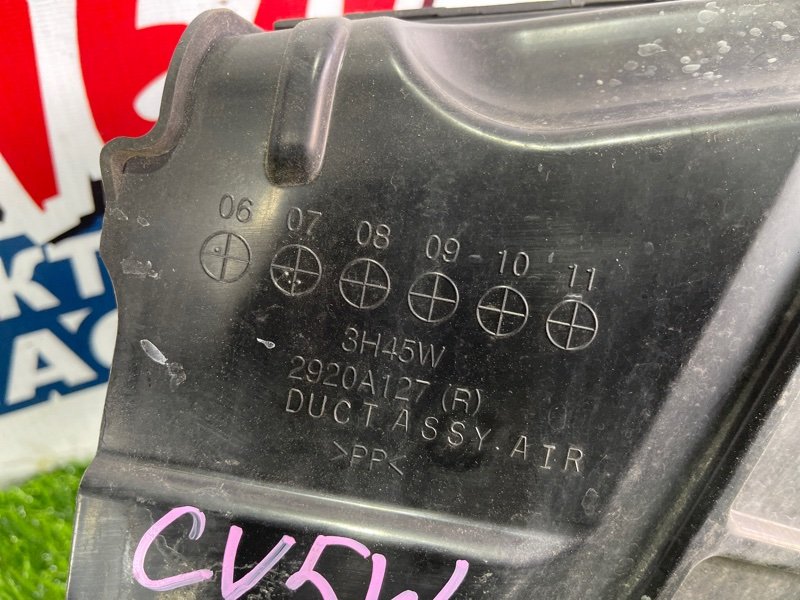 06 07 08 09 10 11
3H45W
2920A127 (R)
DUCT.ASSY.AIR
>PP<
CV5W